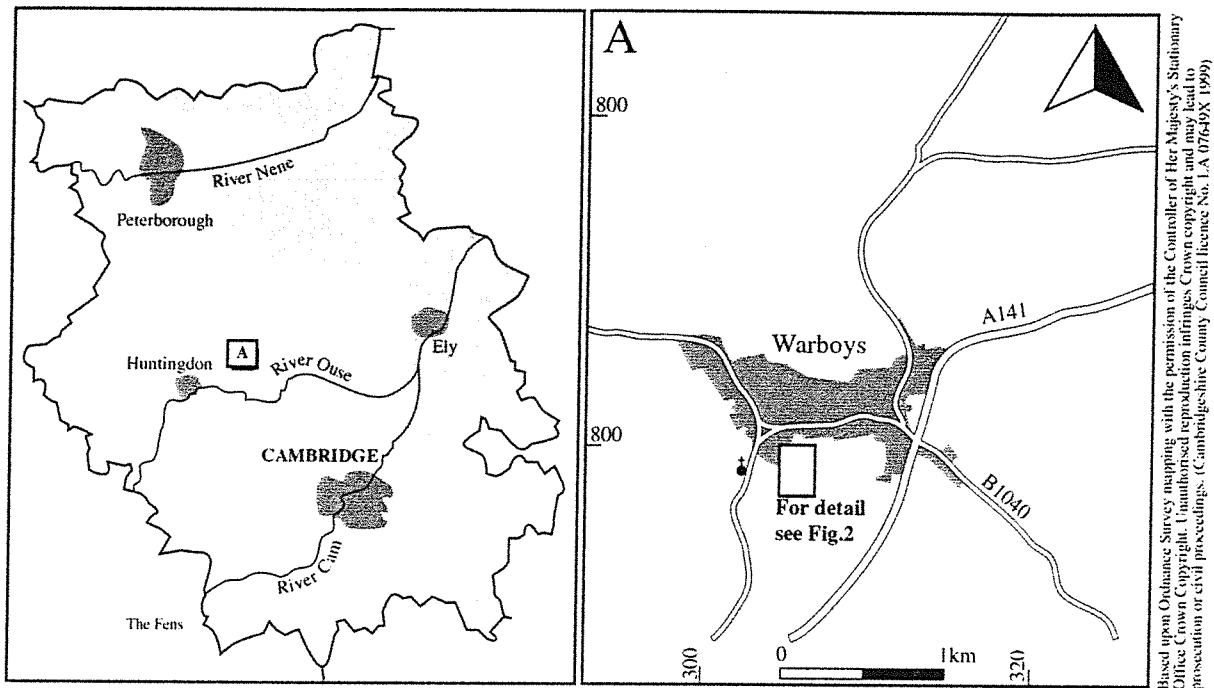 River Nene
Peterborough
Ely
A
Huntingdon
River Ouse
CAMBRIDGE
River Cam
The Fens
A
800
A141
Warboys
800
B1040
For detail
see Fig.2
0 1km
300
320
Based upon Ordnance Survey mapping with the permission of the Controller of Her Majesty's Stationary
Office Crown Copyright. Unauthorised reproduction infringes Crown copyright and may lead to
prosecution or civil proceedings. (Cambridgeshire County Council licence No. LA 07649X 1999)